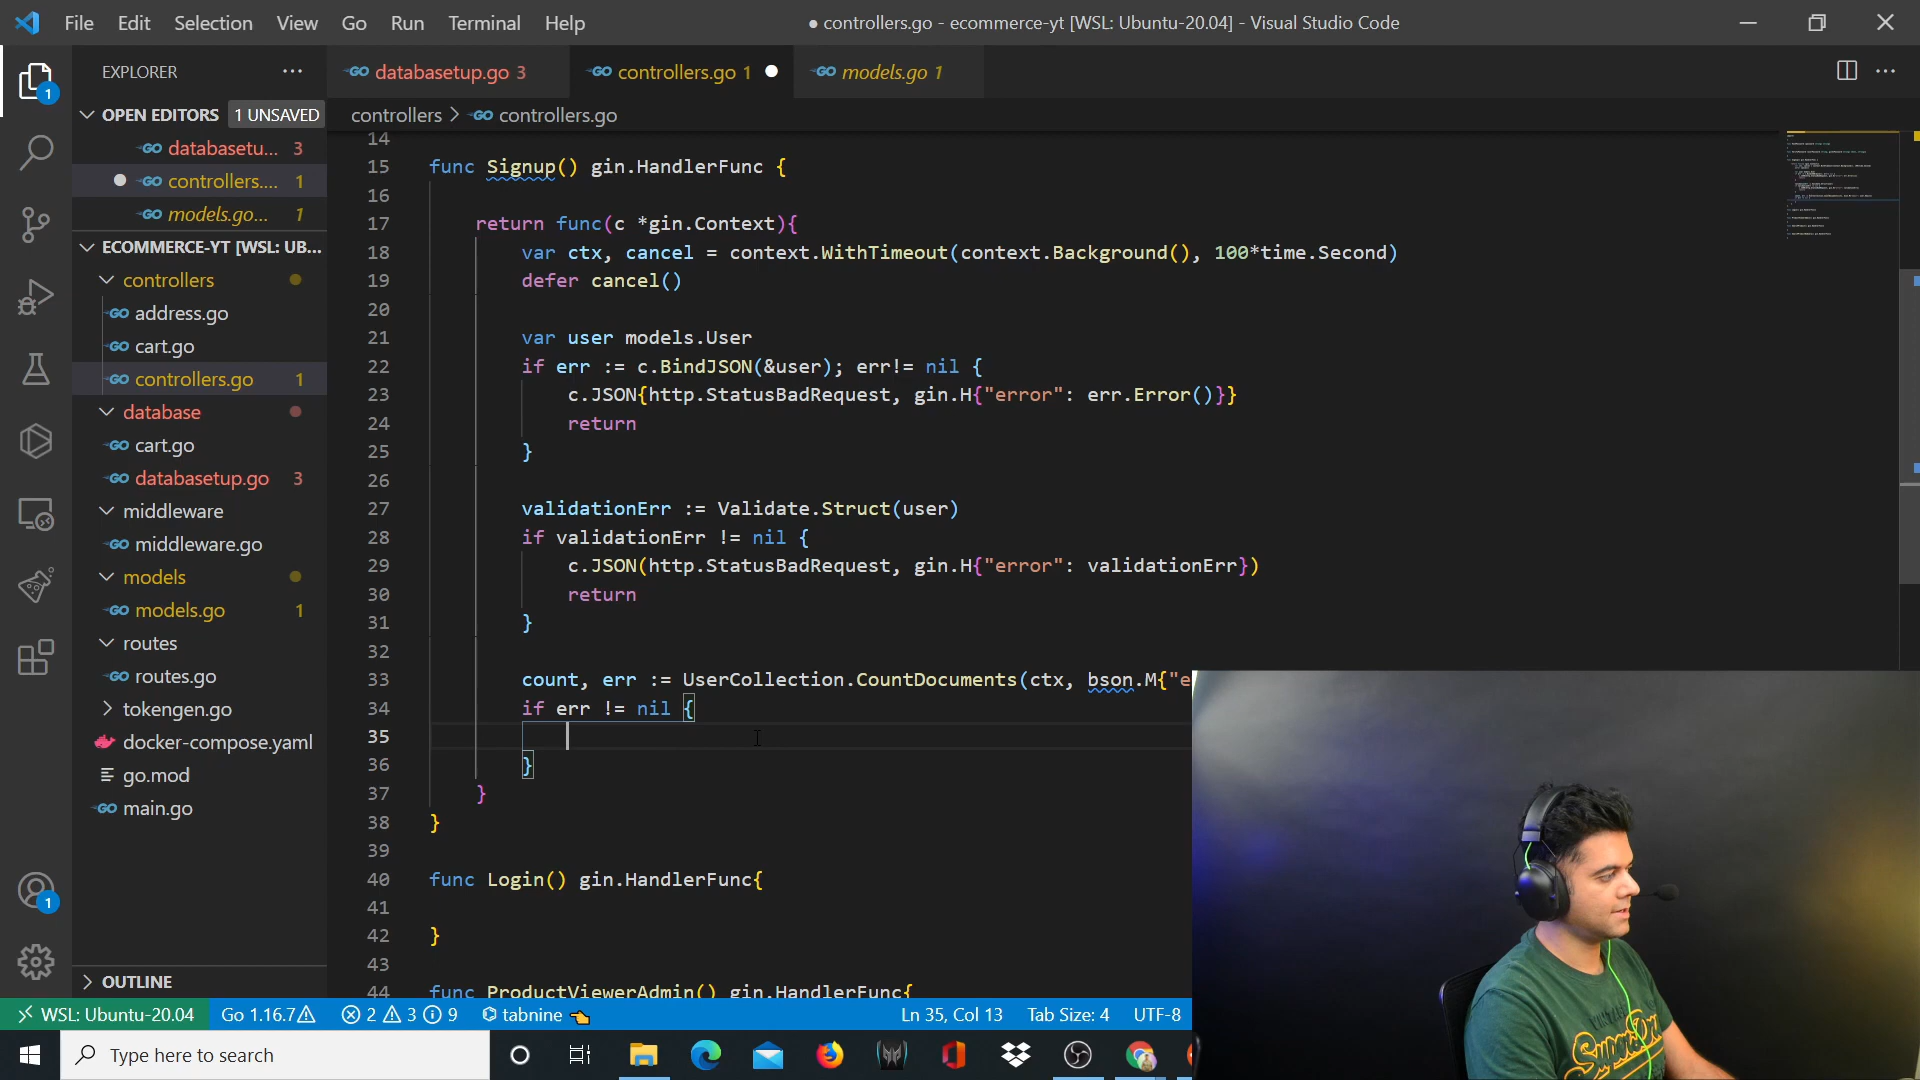 File Edit Selection View Go Run Terminal Help
● controllers.go - ecommerce-yt [WSL: Ubuntu-20.04] - Visual Studio Code
EXPLORER
databasetup.go 3
controllers.go 1
models.go 1
OPEN EDITORS 1 UNSAVED
controllers > controllers.go
databasetu... 3
controllers.... 1
models.go... 1
ECOMMERCE-YT [WSL: UB...
controllers
address.go
cart.go
controllers.go 1
database
cart.go
databasetup.go 3
middleware
middleware.go
models
models.go 1
routes
routes.go
tokengen.go
docker-compose.yaml
go.mod
main.go
OUTLINE
14
15 func Signup() gin.HandlerFunc {
16
17 return func(c *gin.Context){
18 var ctx, cancel = context.WithTimeout(context.Background(), 100*time.Second)
19 defer cancel()
20
21 var user models.User
22 if err := c.BindJSON(&user); err!= nil {
23 c.JSON{http.StatusBadRequest, gin.H{"error": err.Error()}}
24 return
25 }
26
27 validationErr := Validate.Struct(user)
28 if validationErr != nil {
29 c.JSON(http.StatusBadRequest, gin.H{"error": validationErr})
30 return
31 }
32
33 count, err := UserCollection.CountDocuments(ctx, bson.M{"e
34 if err != nil {
35
36 }
37 }
38 }
39
40 func Login() gin.HandlerFunc{
41
42 }
43
44 func ProductViewerAdmin() gin.HandlerFunc{
1
1
WSL: Ubuntu-20.04 Go 1.16.7 2 3 9 tabnine Ln 35, Col 13 Tab Size: 4 UTF-8
Type here to search